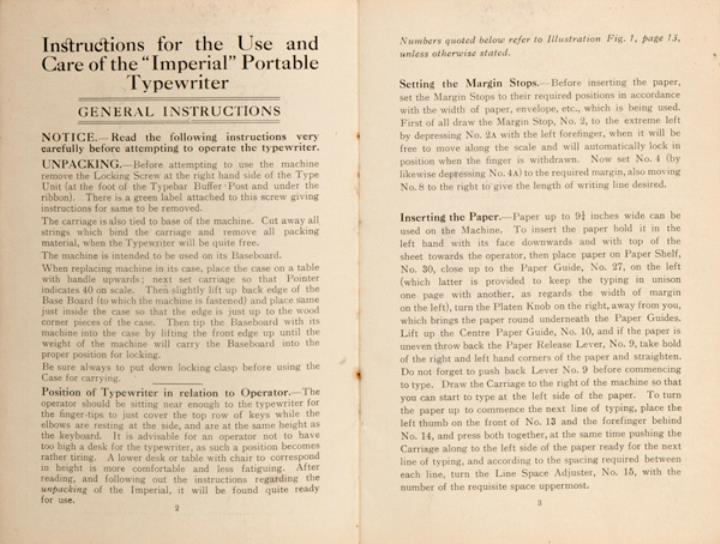 Instructions for the Use and
Care of the "Imperial" Portable
Typewriter
GENERAL INSTRUCTIONS
NOTICE.—Read the following instructions very
carefully before attempting to operate the typewriter.
UNPACKING.—Before attempting to use the machine
remove the Locking Screw at the right hand side of the Type
Unit (at the foot of the Typebar Buffer Post and under the
ribbon). There is a green label attached to this screw giving
instructions for same to be removed.
The carriage is also tied to base of the machine. Cut away all
strings which bind the carriage and remove all packing
material, when the Typewriter will be quite free.
The machine is intended to be used on its Baseboard.
When replacing machine in its case, place the case on a table
with handle upwards; next set carriage so that Pointer
indicates 40 on scale. Then slightly lift up back edge of the
Base Board (to which the machine is fastened) and place same
just inside the case so that the edge is just up to the wood
corner pieces of the case. Then tip the Baseboard with its
machine into the case by lifting the front edge up until the
weight of the machine will carry the Baseboard into the
proper position for locking.
Be sure always to put down locking clasp before using the
Case for carrying.
Position of Typewriter in relation to Operator.—The
operator should be sitting near enough to the typewriter for
the finger-tips to just cover the top row of keys while the
elbows are resting at the side, and are at the same height as
the keyboard. It is advisable for an operator not to have
too high a desk for the typewriter, as such a position becomes
rather tiring. A lower desk or table with chair to correspond
in height is more comfortable and less fatiguing. After
reading, and following out the instructions regarding the
unpacking of the Imperial, it will be found quite ready
for use.
2
Numbers quoted below refer to Illustration Fig. 1, page 13,
unless otherwise stated.
Setting the Margin Stops.—Before inserting the paper,
set the Margin Stops to their required positions in accordance
with the width of paper, envelope, etc., which is being used.
First of all draw the Margin Stop, No. 2, to the extreme left
by depressing No. 2A with the left forefinger, when it will be
free to move along the scale and will automatically lock in
position when the finger is withdrawn. Now set No. 4 (by
likewise depressing No. 4A) to the required margin, also moving
No. 8 to the right to give the length of writing line desired.
Inserting the Paper.—Paper up to 9¼ inches wide can be
used on the Machine. To insert the paper hold it in the
left hand with its face downwards and with top of the
sheet towards the operator, then place paper on Paper Shelf,
No. 30, close up to the Paper Guide, No. 27, on the left
(which latter is provided to keep the typing in unison
one page with another, as regards the width of margin
on the left), turn the Platen Knob on the right, away from you,
which brings the paper round underneath the Paper Guides.
Lift up the Centre Paper Guide, No. 10, and if the paper is
uneven throw back the Paper Release Lever, No. 9, take hold
of the right and left hand corners of the paper and straighten.
Do not forget to push back Lever No. 9 before commencing
to type. Draw the Carriage to the right of the machine so that
you can start to type at the left side of the paper. To turn
the paper up to commence the next line of typing, place the
left thumb on the front of No. 13 and the forefinger behind
No. 14, and press both together, at the same time pushing the
Carriage along to the left side of the paper ready for the next
line of typing, and according to the spacing required between
each line, turn the Line Space Adjuster, No. 15, with the
number of the requisite space uppermost.
3